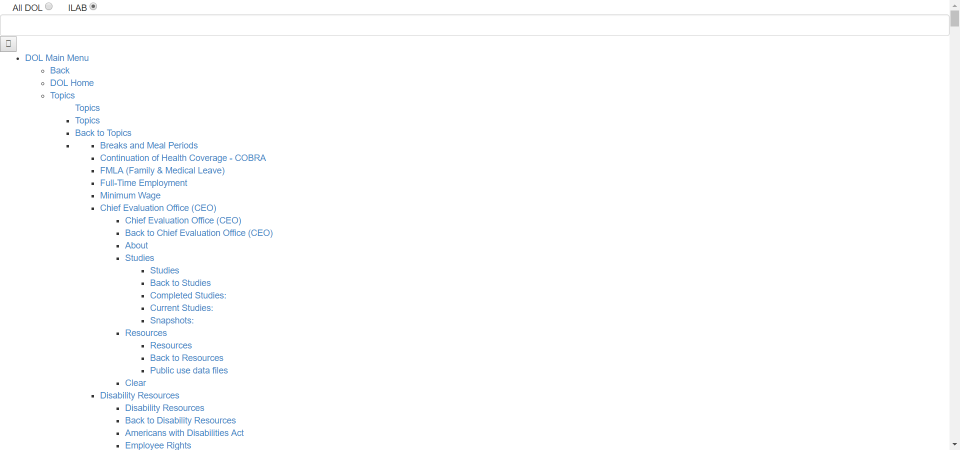 All DOL ILAB
DOL Main Menu
Back
DOL Home
Topics
Topics
Topics
Back to Topics
Breaks and Meal Periods
Continuation of Health Coverage - COBRA
FMLA (Family & Medical Leave)
Full-Time Employment
Minimum Wage
Chief Evaluation Office (CEO)
Chief Evaluation Office (CEO)
Back to Chief Evaluation Office (CEO)
About
Studies
Studies
Back to Studies
Completed Studies:
Current Studies:
Snapshots:
Resources
Resources
Back to Resources
Public use data files
Clear
Disability Resources
Disability Resources
Back to Disability Resources
Americans with Disabilities Act
Employee Rights